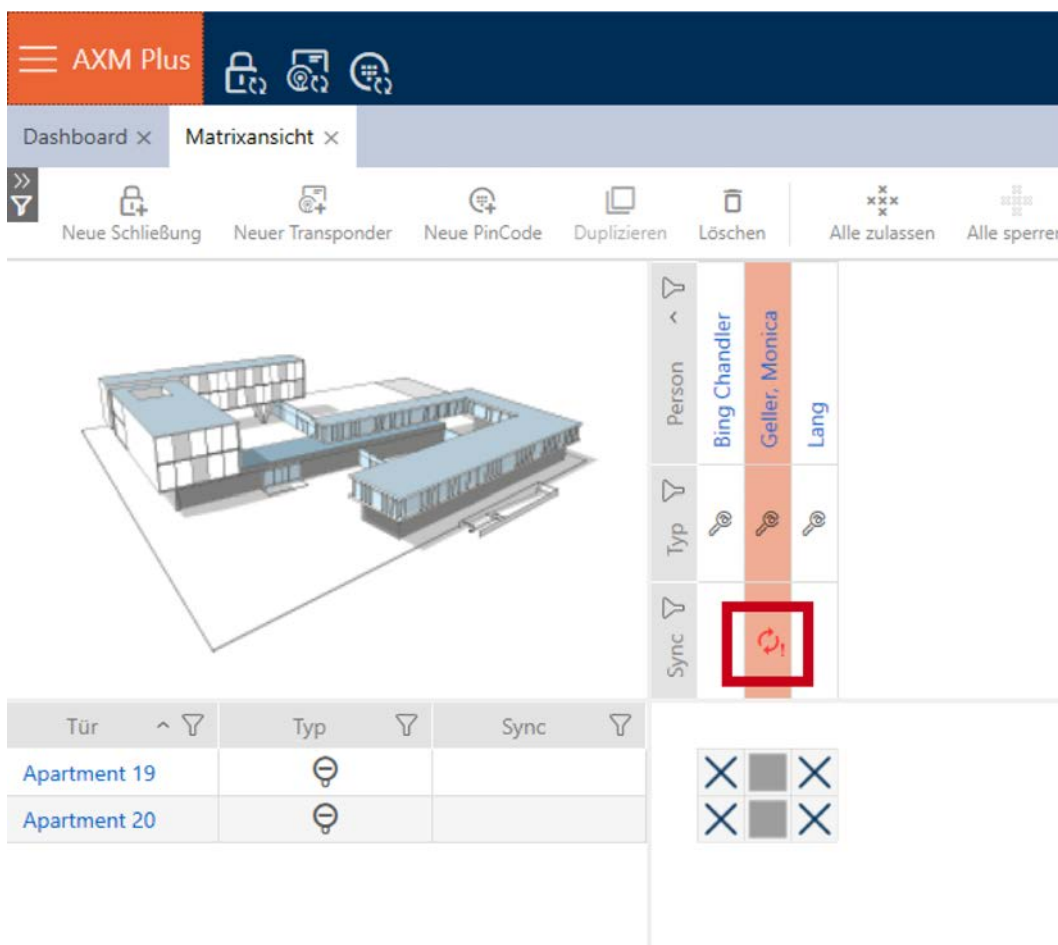 AXM Plus
Dashboard
Matrixansicht
Neue Schließung
Neuer Transponder
Neue PinCode
Duplizieren
Löschen
Alle zulassen
Alle sperren
Person
Bing Chandler
Geller, Monica
Lang
Typ
Sync
Tür
Typ
Sync
Apartment 19
Apartment 20